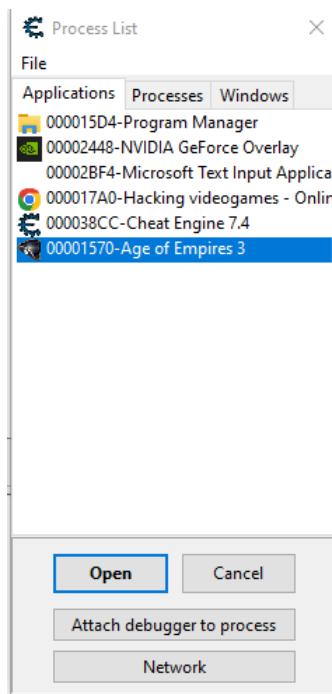 Process List
File
Applications Processes Windows
000015D4-Program Manager
00002448-NVIDIA GeForce Overlay
00002BF4-Microsoft Text Input Applica
000017A0-Hacking videogames - Onlin
000038CC-Cheat Engine 7.4
00001570-Age of Empires 3
Open Cancel
Attach debugger to process
Network